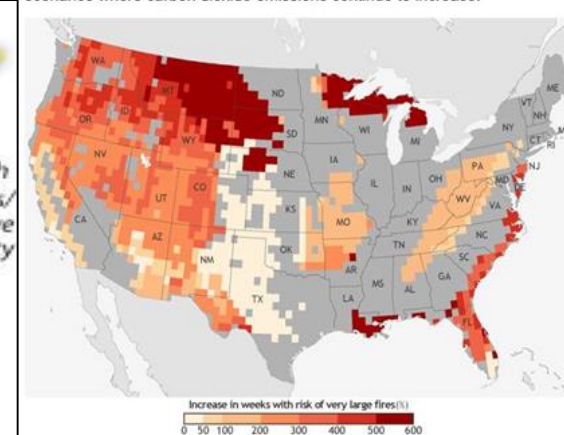 scenarios where carbon dioxide emissions continue to increase.
WA
MT
ND
ME
OR
ID
MN
VT
NH
SD
WI
NY
WY
MI
CT
RI
IA
PA
NJ
NV
NE
OH
MD
DE
IL
IN
UT
CO
WV
VA
CA
KS
MO
KY
NC
AZ
OK
TN
NM
AR
SC
MS
AL
GA
TX
LA
FL
Increase in weeks with risk of very large fires(%)
0 50 100 200 300 400 500 600